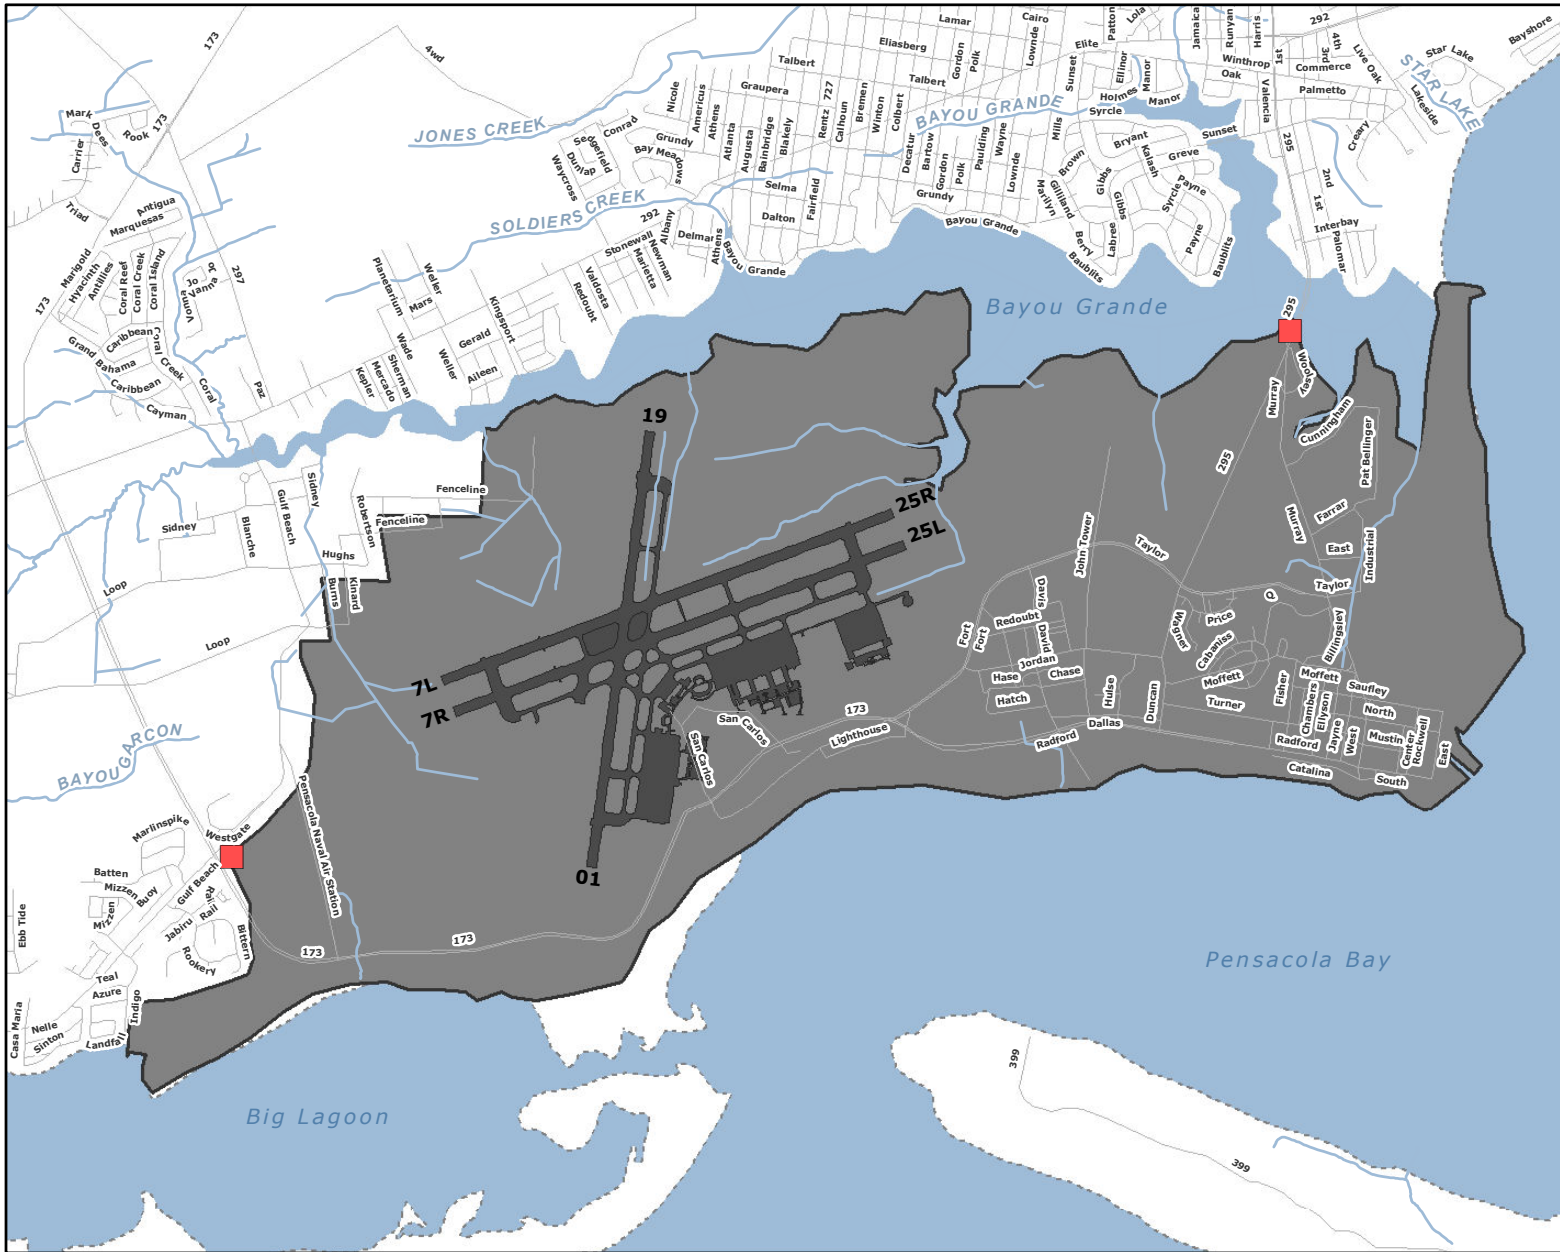 173
4wd
Lamar
Cairo
Lola
Patton
Jamaica
Runyan
Harris
1st
292
4th
3rd
Live Oak
Star Lake
Bayshore
STAR LAKE
Eliasberg
Gordon
Polk
Lownde
Elite
Sunset
Ellinor
Manor
Winthrop
Oak
Commerce
Palmetto
Lakeside
Talbert
Talbert
Graupera
Nicole
Americus
Athens
Atlanta
Augusta
Bainbridge
Blakely
Rentz
727
Calhoun
Bremen
Winton
Colbert
BAYOU GRANDE
Holmes
Manor
Syrcle
Valencia
Creary
Mark
Dees
Rook
173
Carrier
JONES CREEK
Sedgefield
Conrad
Grundy
Dunlap
Bay Meadows
Waycross
Decatur
Bartow
Gordon
Polk
Paulding
Wayne
Lownde
Mills
Brown
Bryant
Kalash
Greve
Sunset
295
2nd
1st
Triad
Antigua
Marquesas
SOLDIERS CREEK
Selma
Dalton
Fairfield
Grundy
Bayou Grande
Marilyn
Gilliland
Gibbs
Gibbs
Syrcle
Payne
Payne
Berry
Labree
Baublits
Baublits
Interbay
Palomar
Marigold
Hyacinth
Antillies
Coral Reef
Coral Creek
Coral Island
Jo
Jo Vanna
Vonna
297
292
Albany
Stonewall
Newman
Marietta
Delmar
Athens
Bayou
Grande
Valdosta
Redoubt
Planetarium
Weller
Mars
Kingsport
Gerald
Wade
Weller
Aileen
Sherman
Mercado
Kepler
173
Grand Bahama
Caribbean
Caribbean
Coral Creek
Coral
Cayman
Paz
Bayou Grande
295
Woolsey
Murray
Cunningham
Pat Bellinger
295
Farrar
Murray
East
Industrial
Taylor
Taylor
19
25R
25L
7L
7R
01
Sidney
Gulf Beach
Sidney
Blanche
Robertson
Fenceline
Fenceline
Hughs
Burns
Kinard
Loop
Loop
John Tower
Davis
Redoubt
David
Fort
Fort
Jordan
Hase
Chase
Hatch
Hulse
Duncan
Wagner
Price
Cabaniss
Moffett
Turner
Billingsley
Moffett
Saufley
Fisher
Chambers
Ellyson
Jayne
West
North
Mustin
Center
Rockwell
East
Radford
Catalina
South
Dallas
Radford
173
Lighthouse
San Carlos
San Carlos
BAYOU GARCON
Pensacola Naval Air Station
Westgate
Marlinspike
Gulf Beach
Batten
Mizzen
Buoy
Mizzen
Rail
Rail
Jabiru
Bittern
Rookery
173
173
Ebb Tide
Teal
Azure
Indigo
Casa Maria
Nelle
Sinton
Landfall
Pensacola Bay
Big Lagoon
399
399